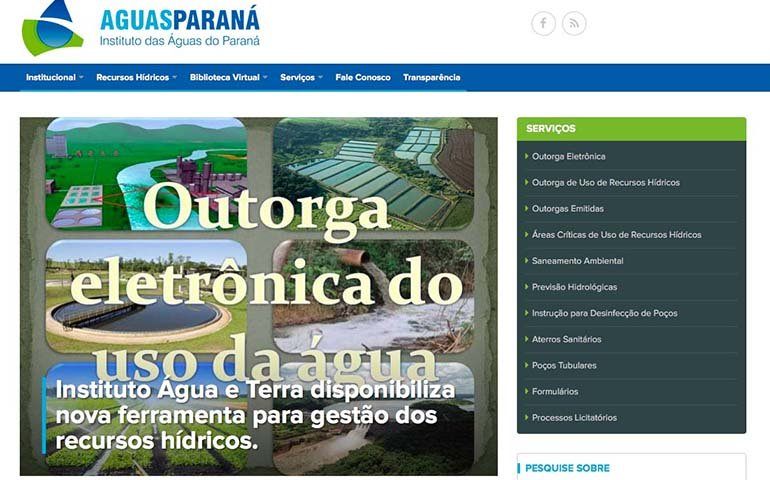 AGUASPARANÁ
Instituto das Águas do Paraná
Institucional
Recursos Hídricos
Biblioteca Virtual
Serviços
Fale Conosco
Transparência
Outorga
eletrônica do
uso da água
Instituto Água e Terra disponibiliza
nova ferramenta para gestão dos
recursos hídricos.
SERVIÇOS
Outorga Eletrônica
Outorga de Uso de Recursos Hídricos
Outorgas Emitidas
Áreas Críticas de Uso de Recursos Hídricos
Saneamento Ambiental
Previsão Hidrológicas
Instrução para Desinfecção de Poços
Aterros Sanitários
Poços Tubulares
Formulários
Processos Licitatórios
PESQUISE SOBRE